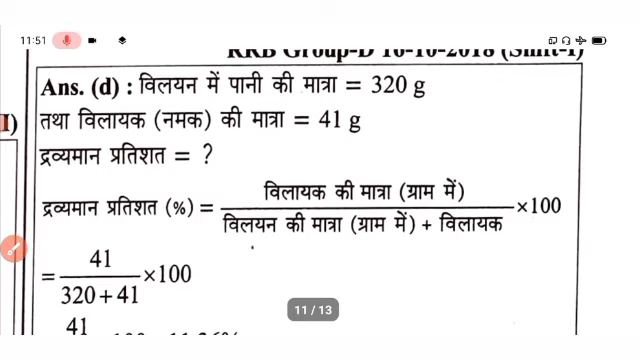 11:51
RRB Group-D 16-10-2018 (Shift-I)
I)
Ans. (d) : विलयन में पानी की मात्रा = 320 g
तथा विलायक (नमक) की मात्रा = 41 g
द्रव्यमान प्रतिशत = ?
द्रव्यमान प्रतिशत (%) = विलायक की मात्रा (ग्राम में) / विलयन की मात्रा (ग्राम में) + विलायक ×100
= 41 / 320 + 41 ×100
11 / 13
41